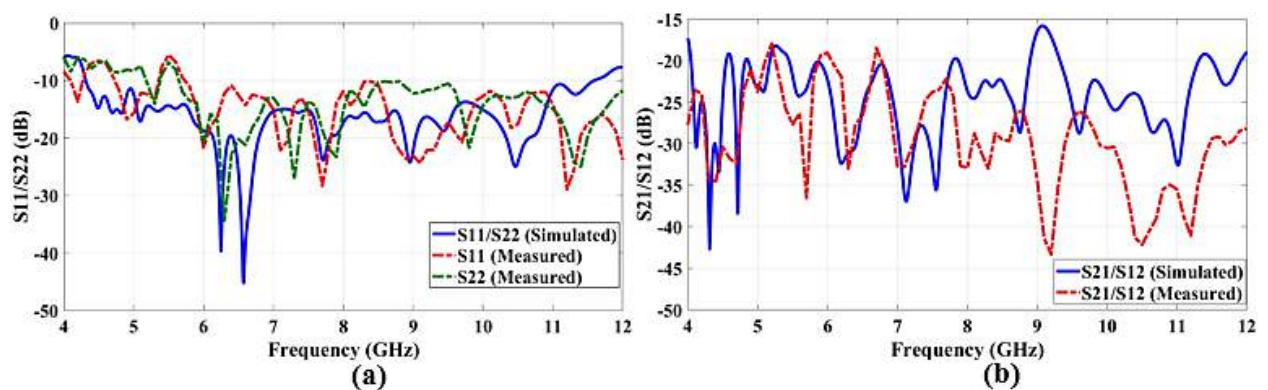 0
-10
-20
-30
-40
-50
S11/S22 (dB)
4 5 6 7 8 9 10 11 12
Frequency (GHz)
S11/S22 (Simulated)
S11 (Measured)
S22 (Measured)
(a)
-15
-20
-25
-30
-35
-40
-45
-50
S21/S12 (dB)
4 5 6 7 8 9 10 11 12
Frequency (GHz)
S21/S12 (Simulated)
S21/S12 (Measured)
(b)